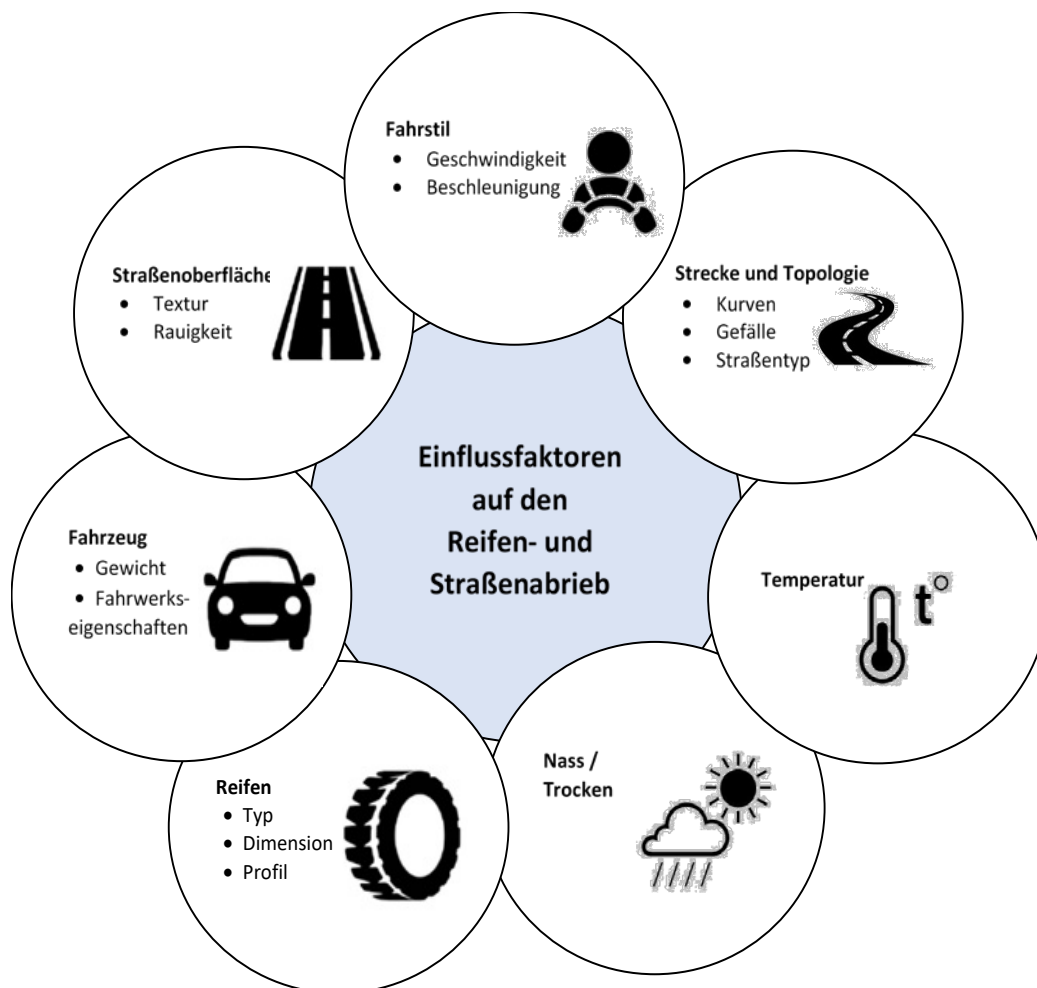 Fahrstil
• Geschwindigkeit
• Beschleunigung
Straßenoberfläche
• Textur
• Rauigkeit
Strecke und Topologie
• Kurven
• Gefälle
• Straßentyp
Einflussfaktoren
auf den
Reifen- und
Straßenabrieb
Fahrzeug
• Gewicht
• Fahrwerks-
eigenschaften
Temperatur
t°
Reifen
• Typ
• Dimension
• Profil
Nass /
Trocken